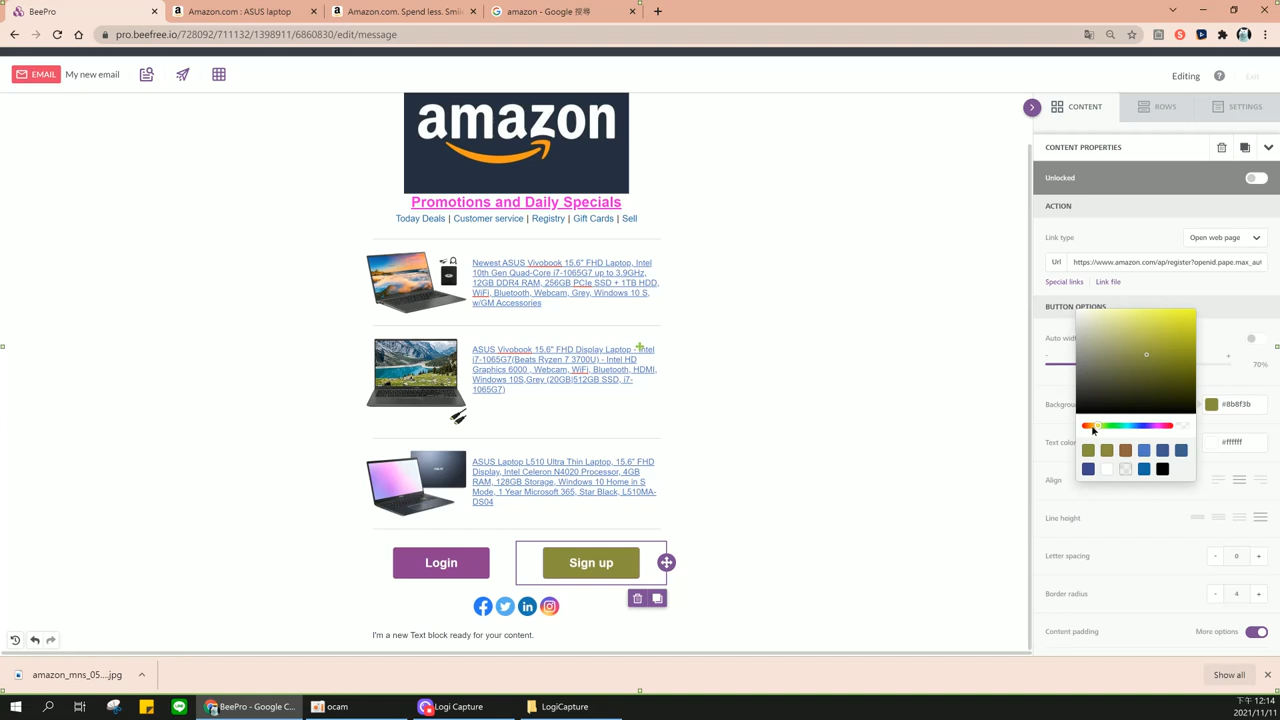 BeePro
Amazon.com : ASUS laptop
Amazon.com. Spend less. Smile
amazon - Google 搜尋
pro.beefree.io/728092/711132/1398911/6860830/edit/message
EMAIL
My new email
Editing
?
Exit
CONTENT
ROWS
SETTINGS
amazon
CONTENT PROPERTIES
Unlocked
Promotions and Daily Specials
ACTION
Today Deals | Customer service | Registry | Gift Cards | Sell
Link type
Open web page
Url
https://www.amazon.com/ap/register?openid.pape.max_aut
Special links
Link file
Newest ASUS Vivobook 15.6" FHD Laptop, Intel
10th Gen Quad-Core i7-1065G7 up to 3.9GHz,
12GB DDR4 RAM, 256GB PCIe SSD + 1TB HDD,
WiFi, Bluetooth, Webcam, Grey, Windows 10 S,
w/GM Accessories
BUTTON OPTIONS
Auto width
-
+
70%
ASUS Vivobook 15.6" FHD Display Laptop - Intel
i7-1065G7(Beats Ryzen 7 3700U) - Intel HD
Graphics 6000 , Webcam, WiFi, Bluetooth, HDMI,
Windows 10S,Grey (20GB|512GB SSD, i7-
1065G7)
#8b8f3b
Text color
#ffffff
ASUS Laptop L510 Ultra Thin Laptop, 15.6" FHD
Display, Intel Celeron N4020 Processor, 4GB
RAM, 128GB Storage, Windows 10 Home in S
Mode, 1 Year Microsoft 365, Star Black, L510MA-
DS04
Align
Line height
Letter spacing
-
0
+
Login
Sign up
Border radius
-
4
+
I'm a new Text block ready for your content.
Content padding
More options
amazon_mns_05....jpg
Show all
BeePro - Google C...
ocam
Logi Capture
LogiCapture
下午 12:14
2021/11/11